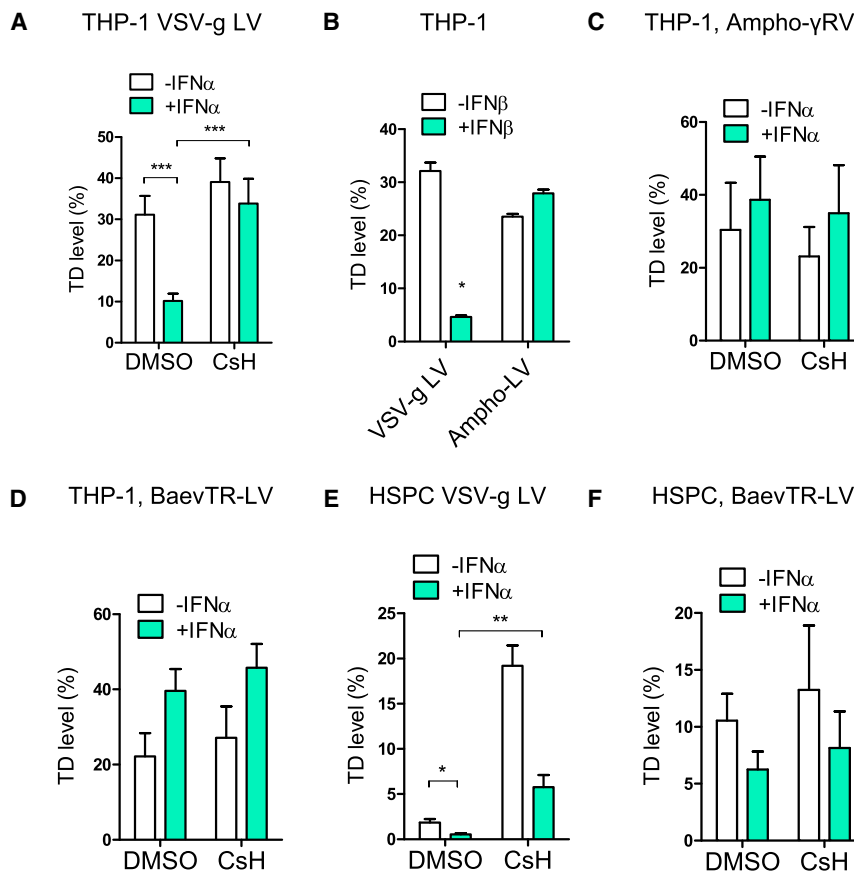 A THP-1 VSV-g LV
-IFNα
+IFNα
TD level (%)
50
40
30
20
10
0
***
***
DMSO CsH
B THP-1
-IFNβ
+IFNβ
TD level (%)
40
30
20
10
0
*
VSV-g LV
Ampho-LV
C THP-1, Ampho-γRV
-IFNα
+IFNα
TD level (%)
60
40
20
0
DMSO CsH
D THP-1, BaevTR-LV
-IFNα
+IFNα
TD level (%)
60
40
20
0
DMSO CsH
E HSPC VSV-g LV
-IFNα
+IFNα
TD level (%)
25
20
15
10
5
0
**
*
DMSO CsH
F HSPC, BaevTR-LV
-IFNα
+IFNα
TD level (%)
20
15
10
5
0
DMSO CsH